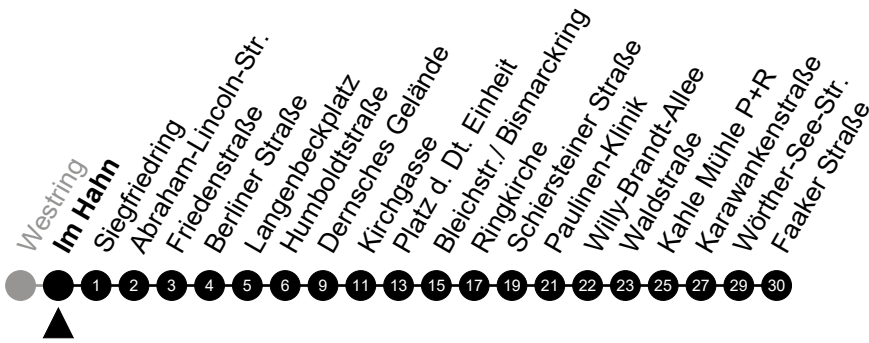 Westring
Im Hahn
Siegfriedring
Abraham-Lincoln-Str.
Friedenstraße
Berliner Straße
Langenbeckplatz
Humboldtstraße
Dernsches Gelände
Kirchgasse
Platz d. Dt. Einheit
Bleichstr./ Bismarckring
Ringkirche
Schiersteiner Straße
Paulinen-Klinik
Willy-Brandt-Allee
Waldstraße
Kahle Mühle P+R
Karawankenstraße
Wörther-See-Str.
Faaker Straße
1 2 3 4 5 6 9 11 13 15 17 19 21 22 23 25 27 29 30